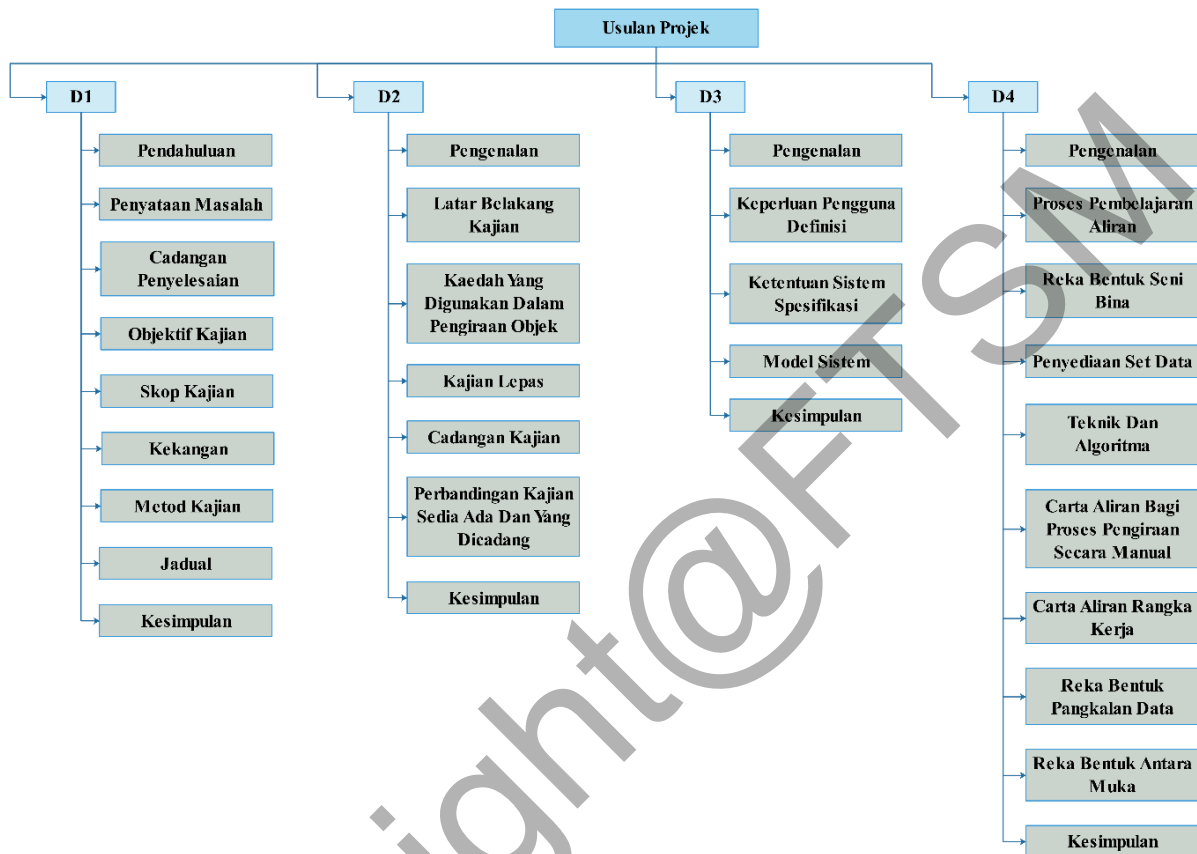 Usulan Projek
D1
Pendahuluan
Penyataan Masalah
Cadangan
Penyelesaian
Objektif Kajian
Skop Kajian
Kekangan
Metod Kajian
Jadual
Kesimpulan
D2
Pengenalan
Latar Belakang
Kajian
Kaedah Yang
Digunakan Dalam
Pengiraan Objek
Kajian Lepas
Cadangan Kajian
Perbandingan Kajian
Sedia Ada Dan Yang
Dicadang
Kesimpulan
D3
Pengenalan
Keperluan Pengguna
Definisi
Ketentuan Sistem
Spesifikasi
Model Sistem
Kesimpulan
D4
Pengenalan
Proses Pembelajaran
Aliran
Reka Bentuk Seni
Bina
Penyediaan Set Data
Teknik Dan
Algoritma
Carta Aliran Bagi
Proses Pengiraan
Secara Manual
Carta Aliran Rangka
Kerja
Reka Bentuk
Pangkalan Data
Reka Bentuk Antara
Muka
Kesimpulan
ight@FTSM